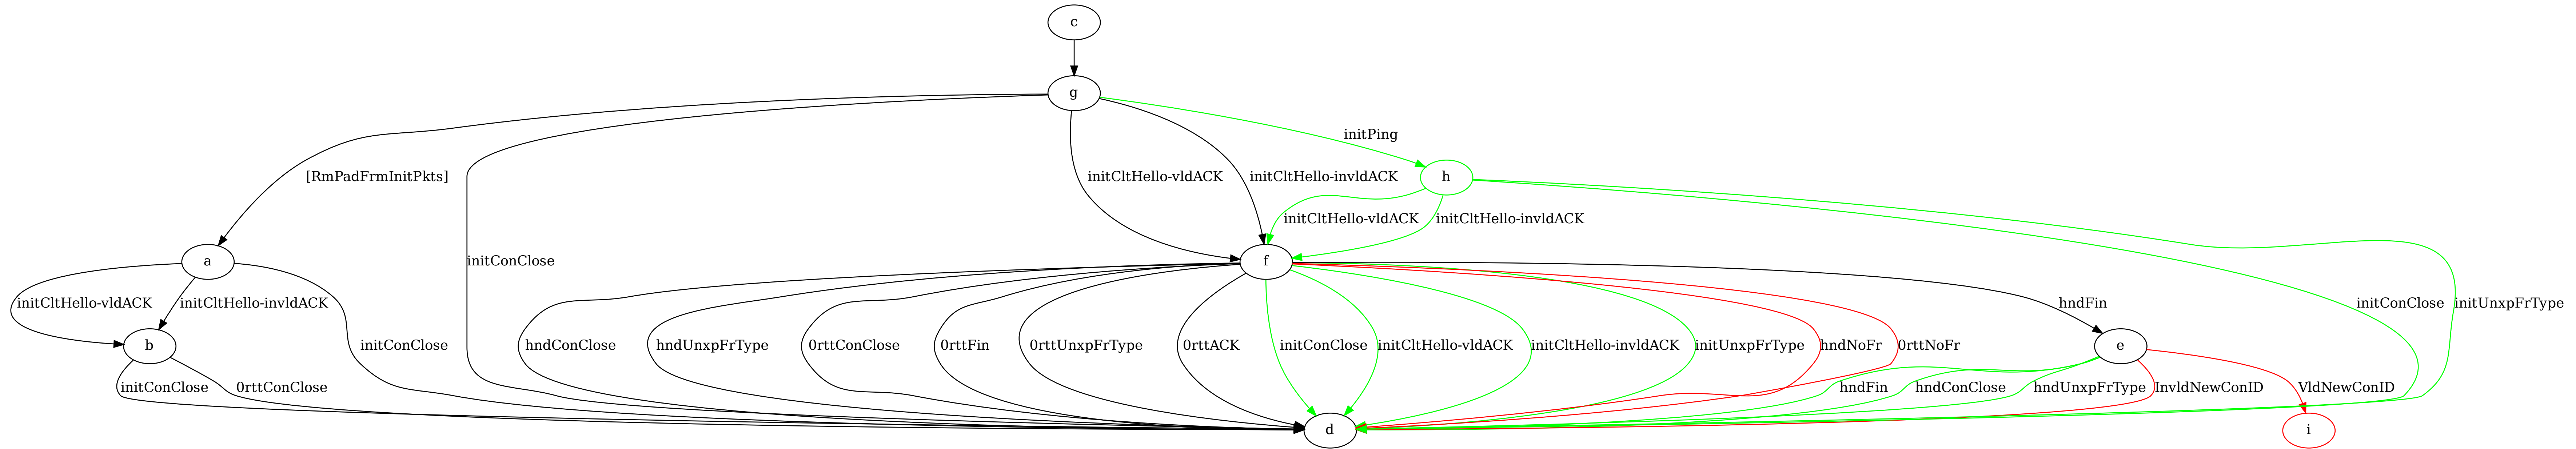 c
g
initPing
[RmPadFrmInitPkts]
initCltHello-vldACK
initCltHello-invldACK
h
initCltHello-vldACK
initCltHello-invldACK
a
initConClose
f
initCltHello-vldACK
initCltHello-invldACK
hndFin
initConClose
initUnxpFrType
b
initConClose
hndConClose
hndUnxpFrType
0rttConClose
0rttFin
0rttUnxpFrType
0rttACK
initConClose
initCltHello-vldACK
initCltHello-invldACK
initUnxpFrType
hndNoFr
0rttNoFr
e
initConClose
0rttConClose
hndFin
hndConClose
hndUnxpFrType
InvldNewConID
VldNewConID
d
i